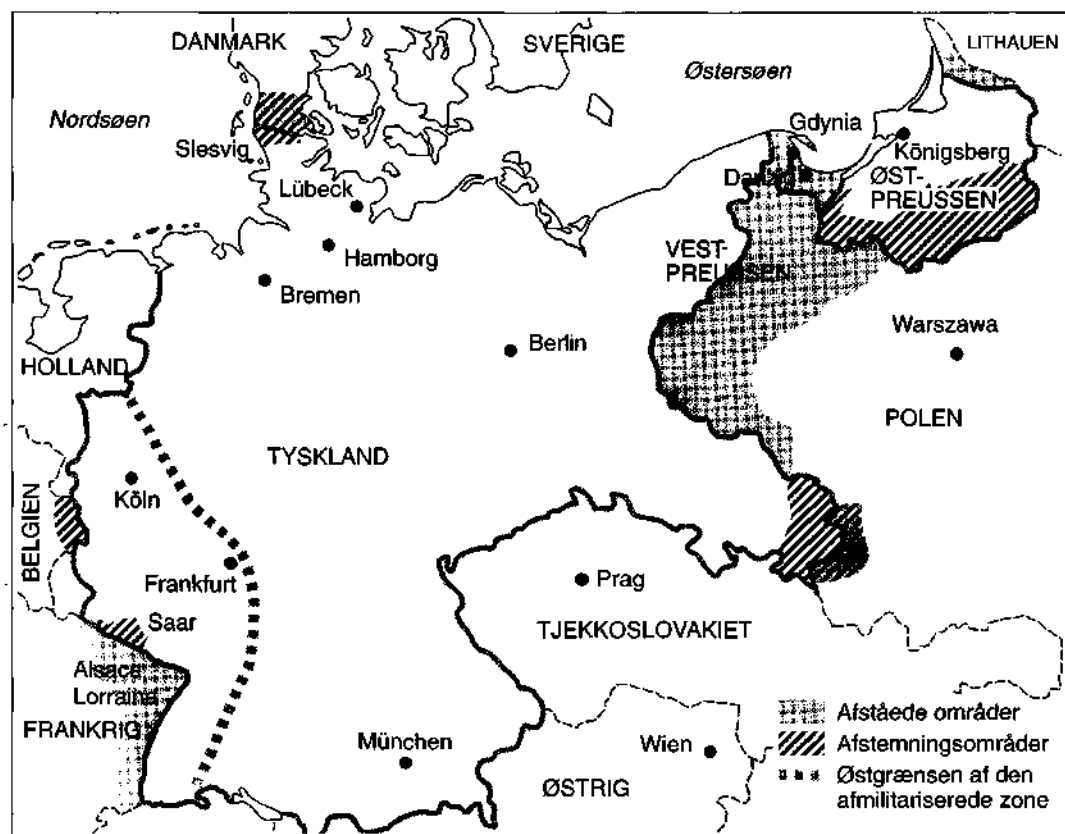 DANMARK
SVERIGE
LITHAUEN
Østersøen
Nordsøen
Gdynia
Slesvig
Königsberg
Danzig
ØST-
PREUSSEN
Lübeck
VEST-
PREUSSEN
Hamborg
Bremen
Warszawa
Berlin
HOLLAND
POLEN
TYSKLAND
Köln
BELGIEN
Frankfurt
Prag
Saar
TJEKKOSLOVAKIET
Alsace
Lorraine
FRANKRIG
Afståede områder
München
Wien
Afstemningsområder
ØSTRIG
Østgrænsen af den
afmilitariserede zone